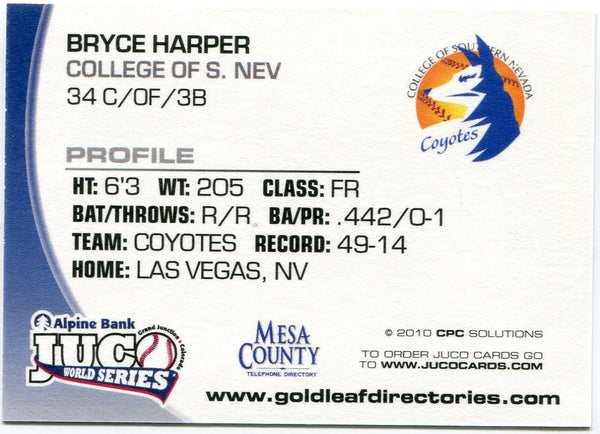 BRYCE HARPER
COLLEGE OF S. NEV
34 C/OF/3B
COLLEGE OF SOUTHERN NEVADA
Coyotes
PROFILE
HT: 6'3 WT: 205 CLASS: FR
BAT/THROWS: R/R BA/PR: .442/0-1
TEAM: COYOTES RECORD: 49-14
HOME: LAS VEGAS, NV
Alpine Bank
Grand Junction • Colorado
JUCO
WORLD SERIES
MESA
COUNTY
TELEPHONE DIRECTORY
© 2010 CPC SOLUTIONS
TO ORDER JUCO CARDS GO
TO WWW.JUCOCARDS.COM
www.goldleafdirectories.com